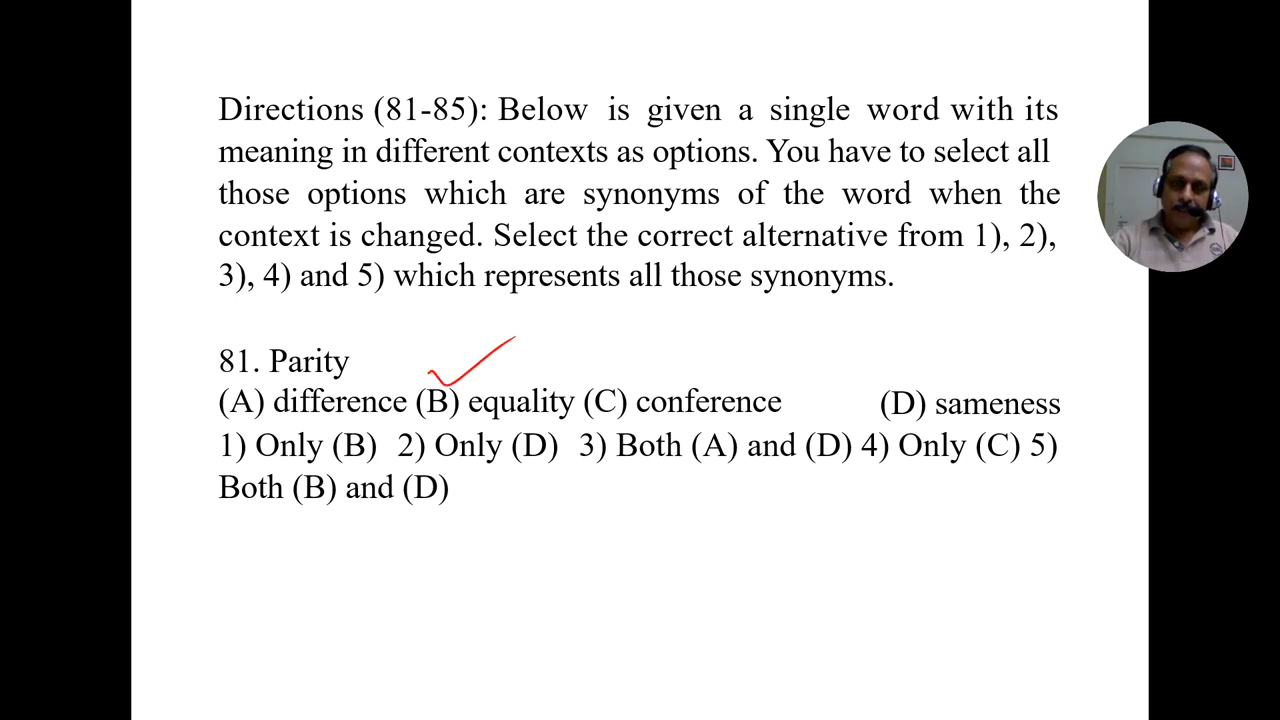 Directions (81-85): Below is given a single word with its
meaning in different contexts as options. You have to select all
those options which are synonyms of the word when the
context is changed. Select the correct alternative from 1), 2),
3), 4) and 5) which represents all those synonyms.
81. Parity
(A) difference (B) equality (C) conference (D) sameness
1) Only (B) 2) Only (D) 3) Both (A) and (D) 4) Only (C) 5)
Both (B) and (D)